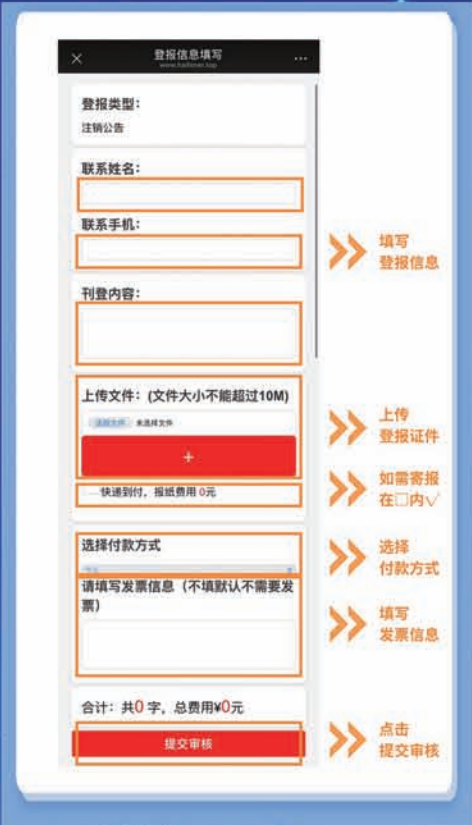 登报信息填写
登报类型：
注销公告
联系姓名：
联系手机：
填写
登报信息
刊登内容：
上传文件：(文件大小不能超过10M)
选择文件 未选择文件
+
上传
登报证件
快递到付，报纸费用 0元
如需寄报
在□内√
选择付款方式
选择
付款方式
请填写发票信息（不填默认不需要发
票）
填写
发票信息
合计：共0 字，总费用¥0元
提交审核
点击
提交审核